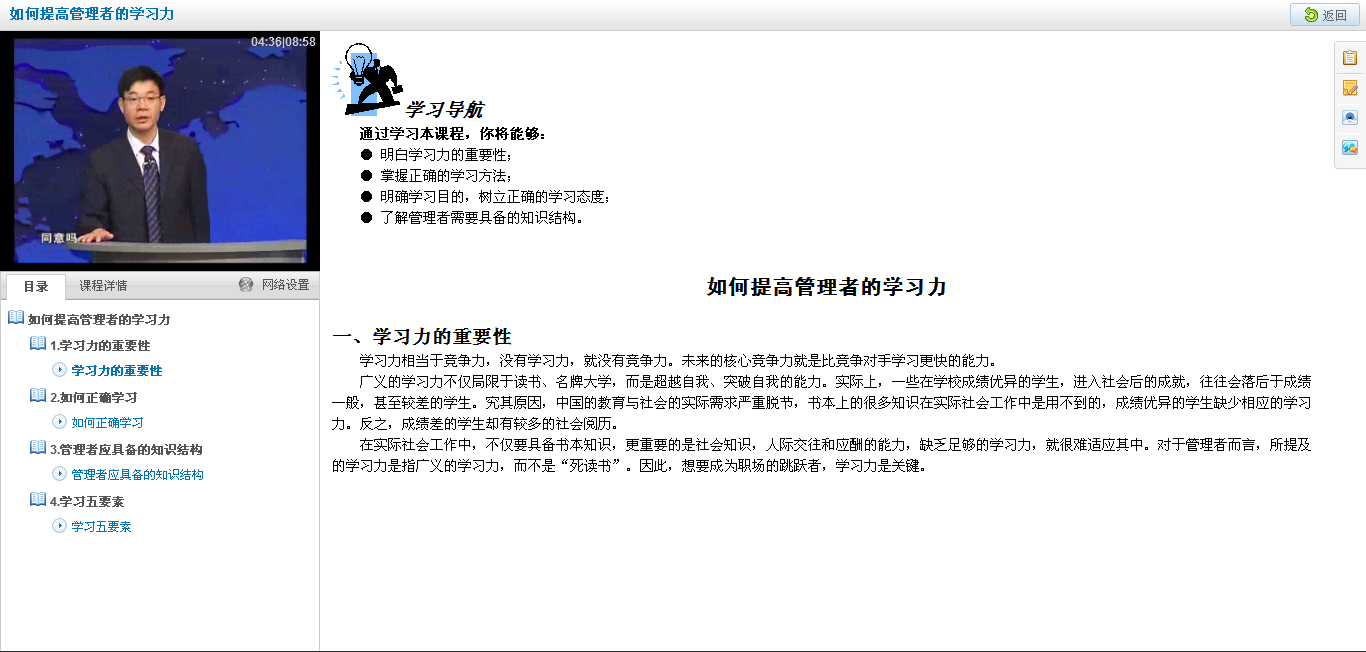 如何提高管理者的学习力
返回
04:36|08:58
同意吗
目录
课程详情
网络设置
如何提高管理者的学习力
1.学习力的重要性
学习力的重要性
2.如何正确学习
如何正确学习
3.管理者应具备的知识结构
管理者应具备的知识结构
4.学习五要素
学习五要素
学习导航
通过学习本课程，你将能够：
● 明白学习力的重要性；
● 掌握正确的学习方法；
● 明确学习目的，树立正确的学习态度；
● 了解管理者需要具备的知识结构。
如何提高管理者的学习力
一、学习力的重要性
学习力相当于竞争力，没有学习力，就没有竞争力。未来的核心竞争力就是比竞争对手学习更快的能力。
广义的学习力不仅局限于读书、名牌大学，而是超越自我、突破自我的能力。实际上，一些在学校成绩优异的学生，进入社会后的成就，往往会落后于成绩
一般，甚至较差的学生。究其原因，中国的教育与社会的实际需求严重脱节，书本上的很多知识在实际社会工作中是用不到的，成绩优异的学生缺少相应的学习
力。反之，成绩差的学生却有较多的社会阅历。
在实际社会工作中，不仅要具备书本知识，更重要的是社会知识，人际交往和应酬的能力，缺乏足够的学习力，就很难适应其中。对于管理者而言，所提及
的学习力是指广义的学习力，而不是“死读书”。因此，想要成为职场的跳跃者，学习力是关键。